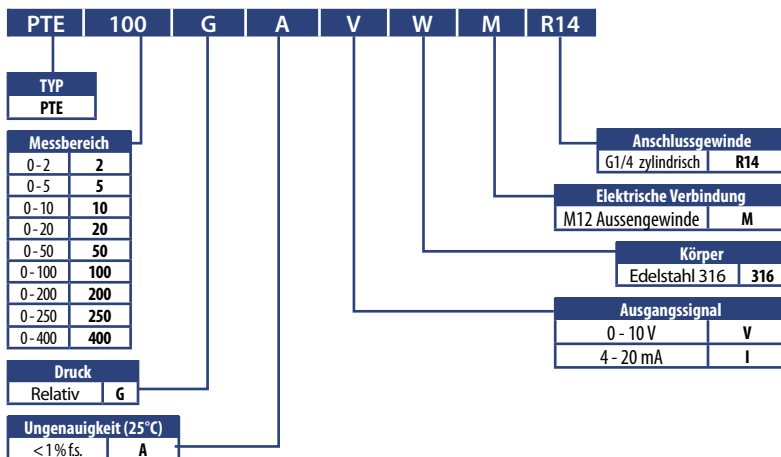 PTE 100 G A V W M R14
TYP
PTE
Messbereich
0-2 2
0-5 5
0-10 10
0-20 20
0-50 50
0-100 100
0-200 200
0-250 250
0-400 400
Druck
Relativ G
Ungenauigkeit (25°C)
<1% f.s. A
Anschlussgewinde
G1/4 zylindrisch R14
Elektrische Verbindung
M12 Aussengewinde M
Körper
Edelstahl 316 316
Ausgangssignal
0 - 10 V V
4 - 20 mA I